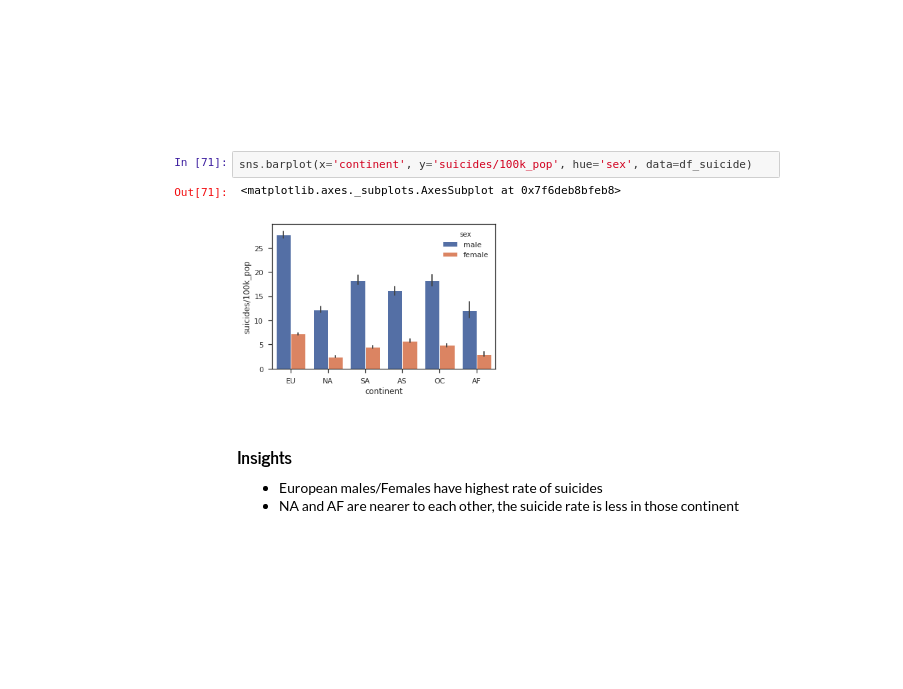 In [71]: sns.barplot(x='continent', y='suicides/100k_pop', hue='sex', data=df_suicide)
Out[71]: <matplotlib.axes._subplots.AxesSubplot at 0x7f6deb8bfeb8>
sex
male
female
suicides/100k_pop
25
20
15
10
5
0
EU NA SA AS OC AF
continent
Insights
• European males/Females have highest rate of suicides
• NA and AF are nearer to each other, the suicide rate is less in those continent